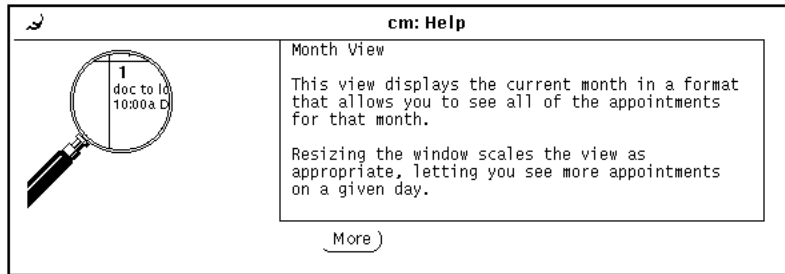 cm: Help
1
doc to lo
10:00a D
Month View
This view displays the current month in a format
that allows you to see all of the appointments
for that month.
Resizing the window scales the view as
appropriate, letting you see more appointments
on a given day.
More